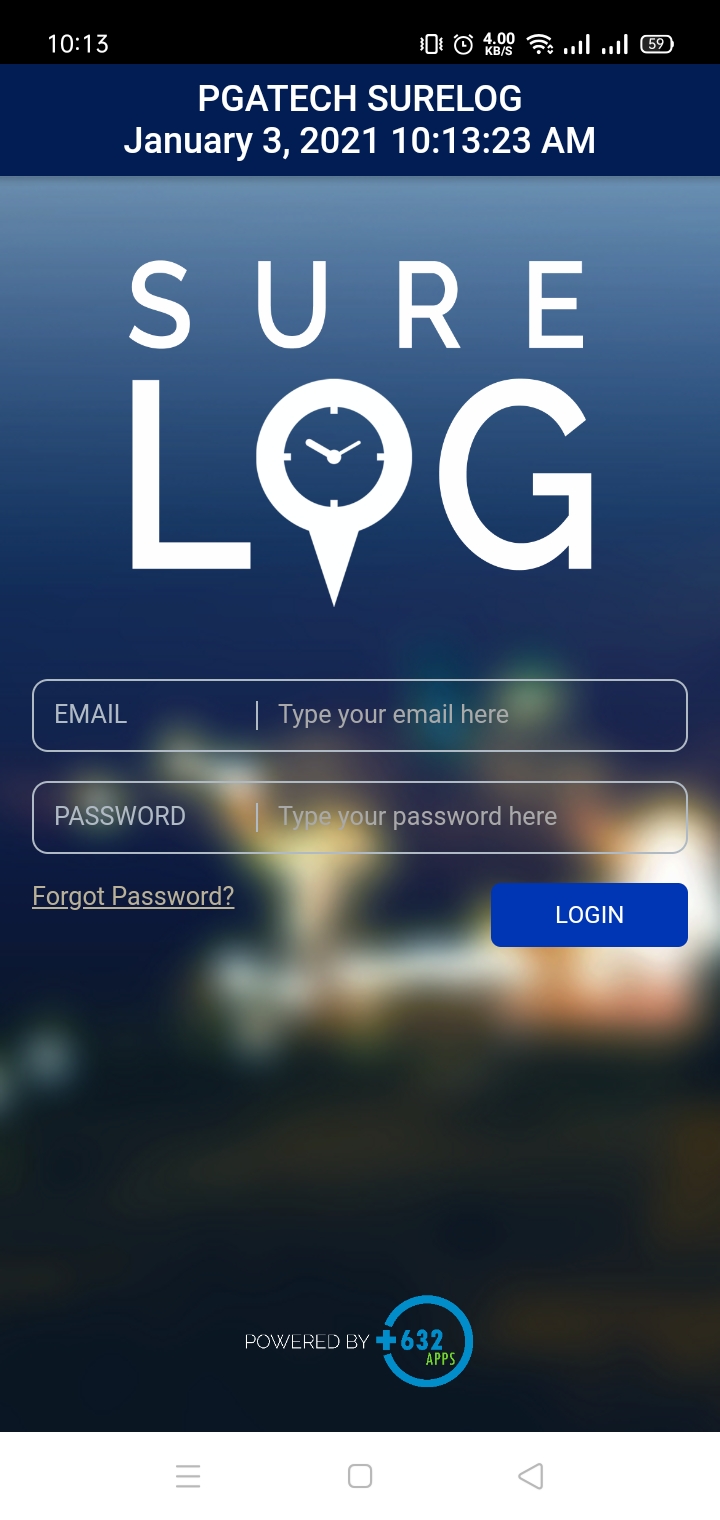 10:13 4.00 KB/S 59
PGATECH SURELOG
January 3, 2021 10:13:23 AM
SURE
LOG
EMAIL | Type your email here
PASSWORD | Type your password here
Forgot Password?
LOGIN
POWERED BY +632
APPS